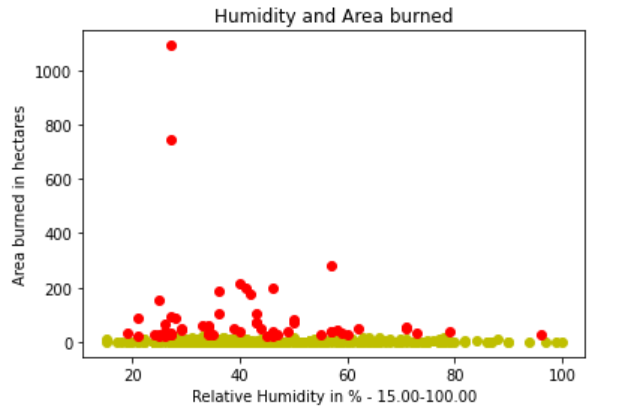 Humidity and Area burned
1000
800
600
400
200
0
Area burned in hectares
20 40 60 80 100
Relative Humidity in % - 15.00-100.00